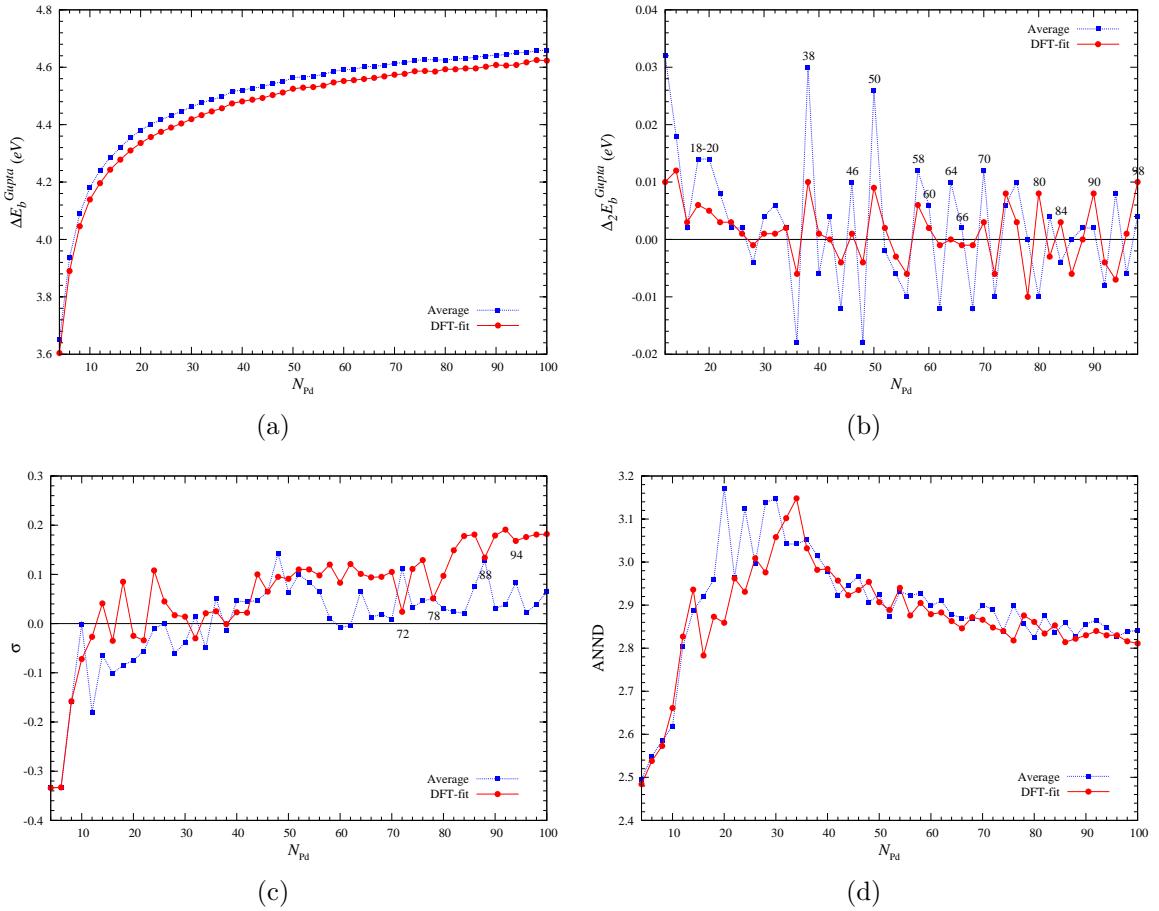 4.8
4.6
4.4
4.2
4.0
3.8
3.6
ΔE_b^Gupta (eV)
Average
DFT-fit
10 20 30 40 50 60 70 80 90 100
N_Pd
(a)
0.04
0.03
0.02
0.01
0.00
-0.01
-0.02
Δ₂E_b^Gupta (eV)
Average
DFT-fit
38
50
18-20
46
58
60
64
66
70
80
84
90
98
20 30 40 50 60 70 80 90
N_Pd
(b)
0.3
0.2
0.1
0.0
-0.1
-0.2
-0.3
-0.4
σ
94
88
78
72
Average
DFT-fit
10 20 30 40 50 60 70 80 90 100
N_Pd
(c)
3.2
3.1
3.0
2.9
2.8
2.7
2.6
2.5
2.4
ANND
Average
DFT-fit
10 20 30 40 50 60 70 80 90 100
N_Pd
(d)